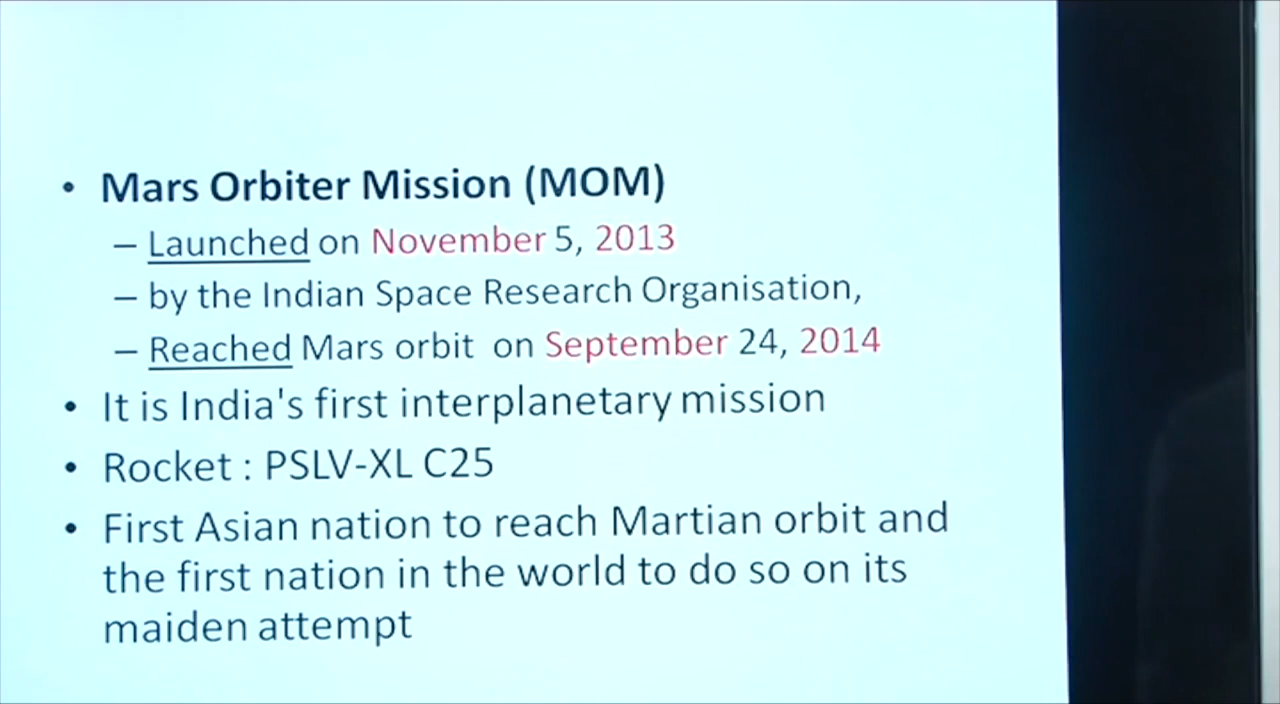 • Mars Orbiter Mission (MOM)
– Launched on November 5, 2013
– by the Indian Space Research Organisation,
– Reached Mars orbit on September 24, 2014
• It is India's first interplanetary mission
• Rocket : PSLV-XL C25
• First Asian nation to reach Martian orbit and
the first nation in the world to do so on its
maiden attempt